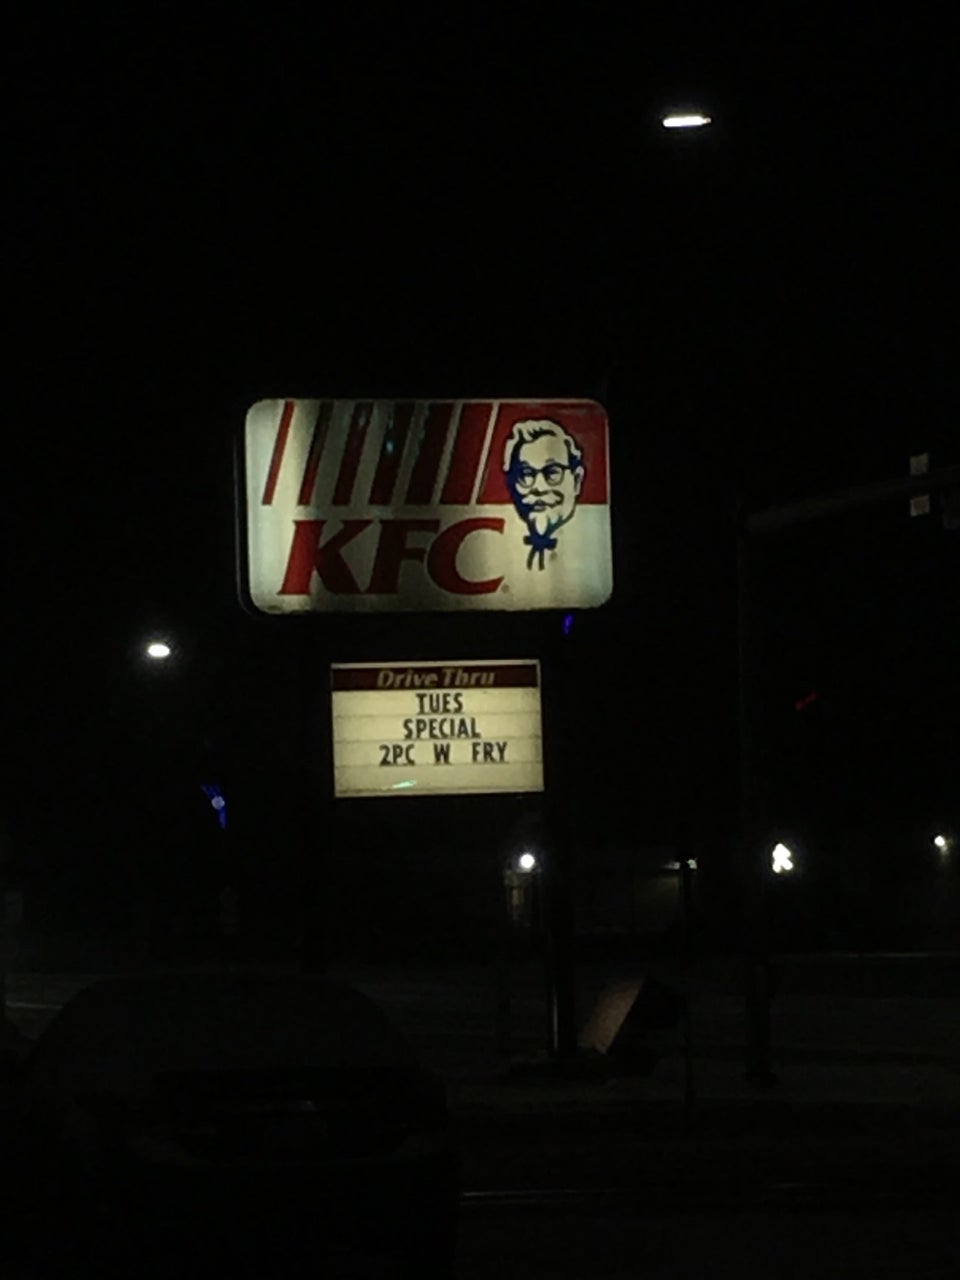 KFC
Drive Thru
TUES
SPECIAL
2PC W FRY